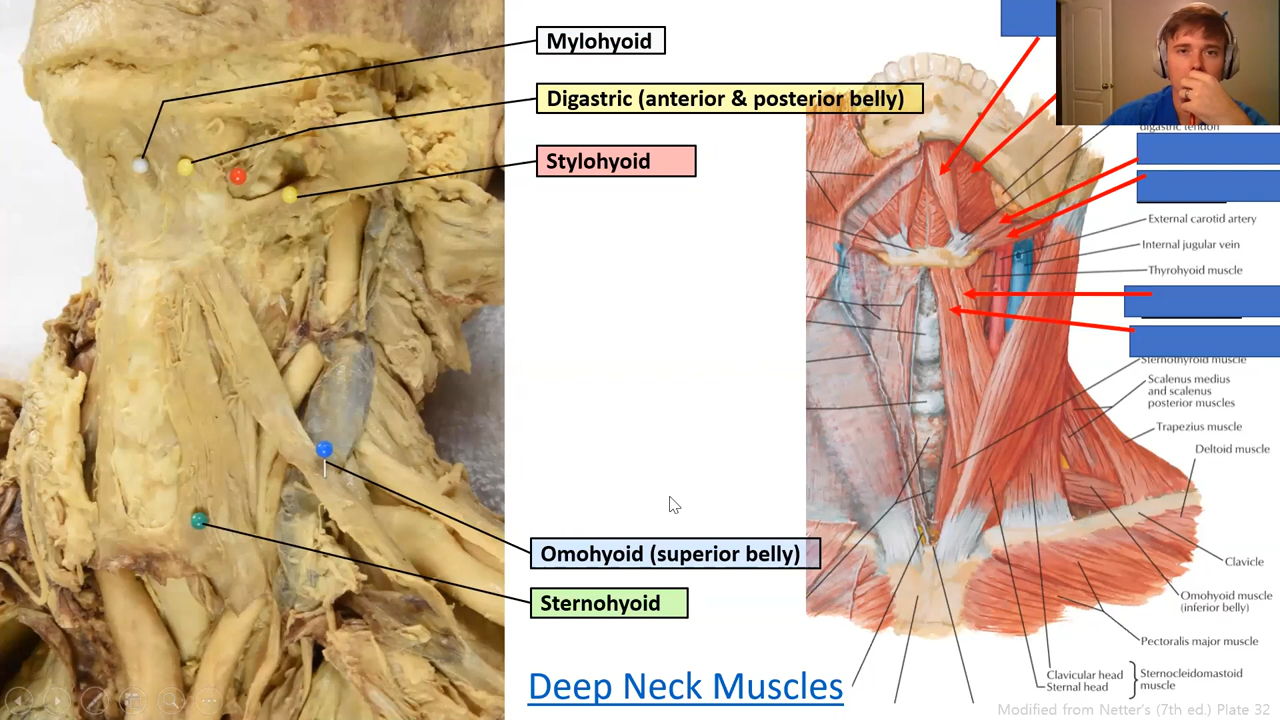 Mylohyoid
Digastric (anterior & posterior belly)
Stylohyoid
digastric tendon
External carotid artery
Internal jugular vein
Thyrohyoid muscle
Sternothyroid muscle
Scalenus medius
and scalenus
posterior muscles
Trapezius muscle
Deltoid muscle
Omohyoid (superior belly)
Sternohyoid
Clavicle
Omohyoid muscle
(inferior belly)
Pectoralis major muscle
Clavicular head
Sternal head
Sternocleidomastoid
muscle
Deep Neck Muscles
Modified from Netter's (7th ed.) Plate 32